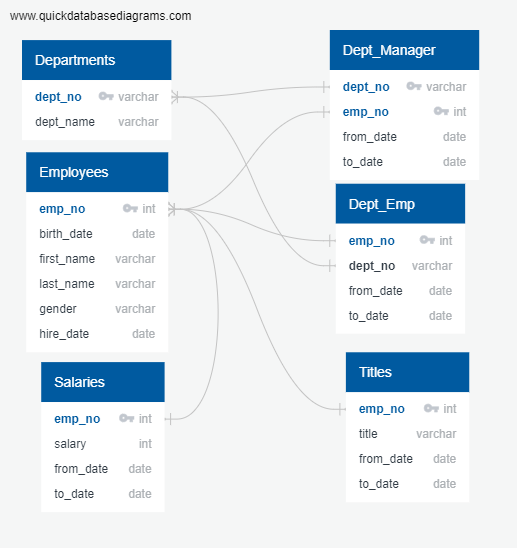 www.quickdatabasediagrams.com
Departments
dept_no varchar
dept_name varchar
Employees
emp_no int
birth_date date
first_name varchar
last_name varchar
gender varchar
hire_date date
Salaries
emp_no int
salary int
from_date date
to_date date
Dept_Manager
dept_no varchar
emp_no int
from_date date
to_date date
Dept_Emp
emp_no int
dept_no varchar
from_date date
to_date date
Titles
emp_no int
title varchar
from_date date
to_date date